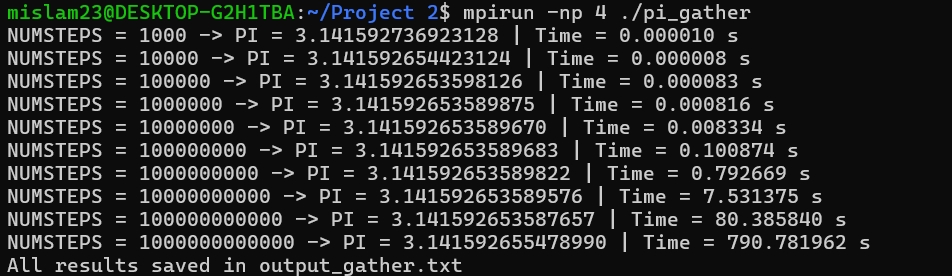 mislam23@DESKTOP-G2H1TBA:~/Project 2$ mpirun -np 4 ./pi_gather
NUMSTEPS = 1000 -> PI = 3.141592736923128 | Time = 0.000010 s
NUMSTEPS = 10000 -> PI = 3.141592654423124 | Time = 0.000008 s
NUMSTEPS = 100000 -> PI = 3.141592653598126 | Time = 0.000083 s
NUMSTEPS = 1000000 -> PI = 3.141592653589875 | Time = 0.000816 s
NUMSTEPS = 10000000 -> PI = 3.141592653589670 | Time = 0.008334 s
NUMSTEPS = 100000000 -> PI = 3.141592653589683 | Time = 0.100874 s
NUMSTEPS = 1000000000 -> PI = 3.141592653589822 | Time = 0.792669 s
NUMSTEPS = 10000000000 -> PI = 3.141592653589576 | Time = 7.531375 s
NUMSTEPS = 100000000000 -> PI = 3.141592653587657 | Time = 80.385840 s
NUMSTEPS = 1000000000000 -> PI = 3.141592655478990 | Time = 790.781962 s
All results saved in output_gather.txt